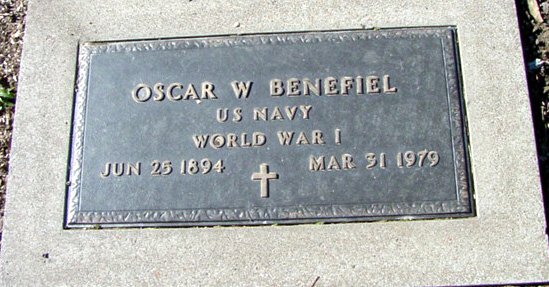 OSCAR W BENEFIEL
US NAVY
WORLD WAR I
JUN 25 1894 MAR 31 1979